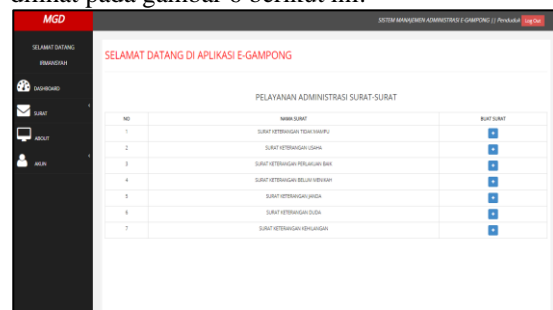 dilihat pada gambar 6 berikut ini.
MGD
SISTEM MANAJEMEN ADMINISTRASI E-GAMPONG || Penduduk Log Out
SELAMAT DATANG
IRMANSYAH
SELAMAT DATANG DI APLIKASI E-GAMPONG
DASHBOARD
SURAT
ABOUT
AKUN
PELAYANAN ADMINISTRASI SURAT-SURAT
NO NAMA SURAT BUAT SURAT
1 SURAT KETERANGAN TIDAK MAMPU
2 SURAT KETERANGAN USAHA
3 SURAT KETERANGAN PERLAKUAN BAIK
4 SURAT KETERANGAN BELUM MENIKAH
5 SURAT KETERANGAN JANDA
6 SURAT KETERANGAN DUDA
7 SURAT KETERANGAN KEHILANGAN